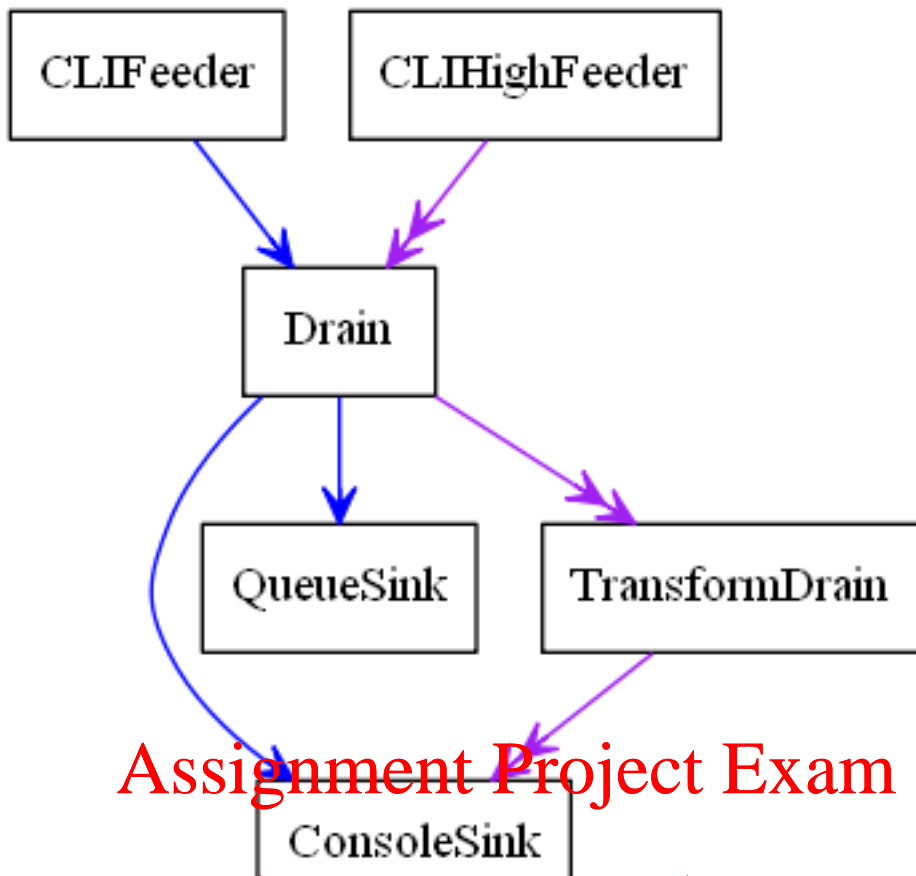 CLIFeeder
CLIHighFeeder
Drain
QueueSink
TransformDrain
Assignment Project Exam
ConsoleSink